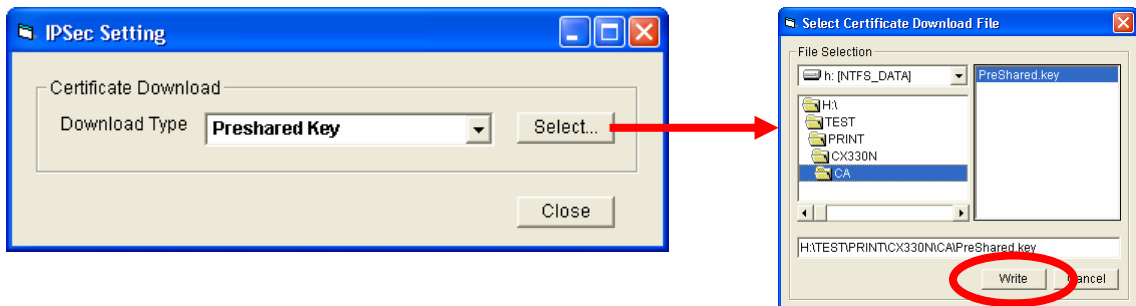 IPSec Setting
Certificate Download
Download Type Preshared Key Select...
Close
Select Certificate Download File
File Selection
h: [NTFS_DATA] PreShared.key
H:\
TEST
PRINT
CX330N
CA
H:\TEST\PRINT\CX330N\CA\PreShared.key
Write Cancel